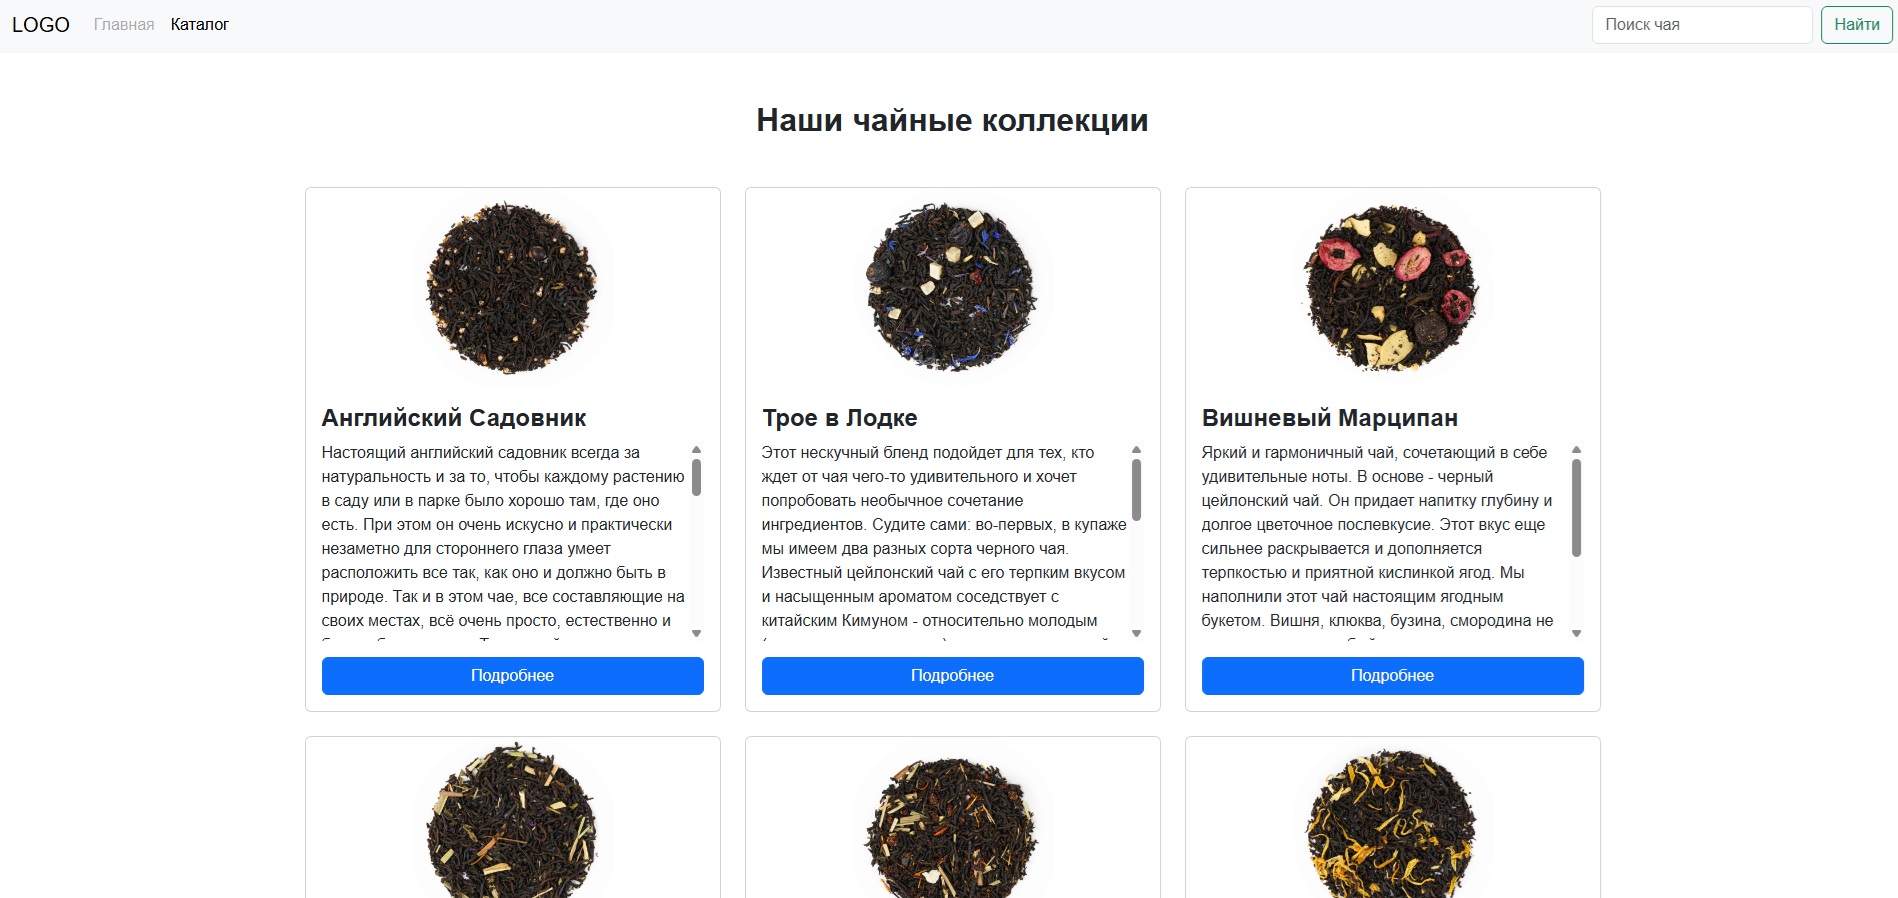 LOGO Главная Каталог Поиск чая Найти
Наши чайные коллекции
Английский Садовник
Настоящий английский садовник всегда за
натуральность и за то, чтобы каждому растению
в саду или в парке было хорошо там, где оно
есть. При этом он очень искусно и практически
незаметно для стороннего глаза умеет
расположить все так, как оно и должно быть в
природе. Так и в этом чае, все составляющие на
своих местах, всё очень просто, естественно и
Подробнее
Трое в Лодке
Этот нескучный бленд подойдет для тех, кто
ждет от чая чего-то удивительного и хочет
попробовать необычное сочетание
ингредиентов. Судите сами: во-первых, в купаже
мы имеем два разных сорта черного чая.
Известный цейлонский чай с его терпким вкусом
и насыщенным ароматом соседствует с
китайским Кимуном - относительно молодым
Подробнее
Вишневый Марципан
Яркий и гармоничный чай, сочетающий в себе
удивительные ноты. В основе - черный
цейлонский чай. Он придает напитку глубину и
долгое цветочное послевкусие. Этот вкус еще
сильнее раскрывается и дополняется
терпкостью и приятной кислинкой ягод. Мы
наполнили этот чай настоящим ягодным
букетом. Вишня, клюква, бузина, смородина не
Подробнее